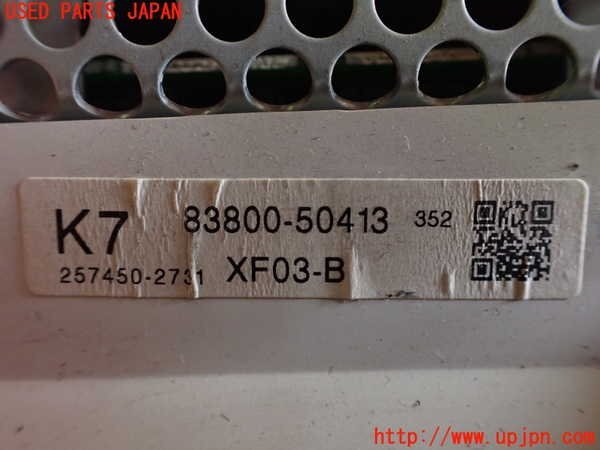 USED PARTS JAPAN
K7 83800-50413 352
257450-2731 XF03-B
http://www.upjpn.com/